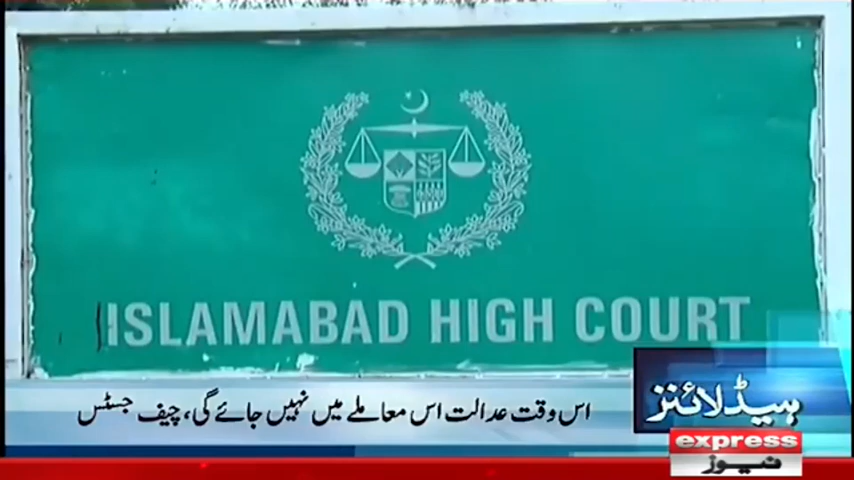 ISLAMABAD HIGH COURT
اس وقت عدالت اس معاملے میں نہیں جائے گی، چیف جسٹس
ہیڈلائنز
express
نیوز